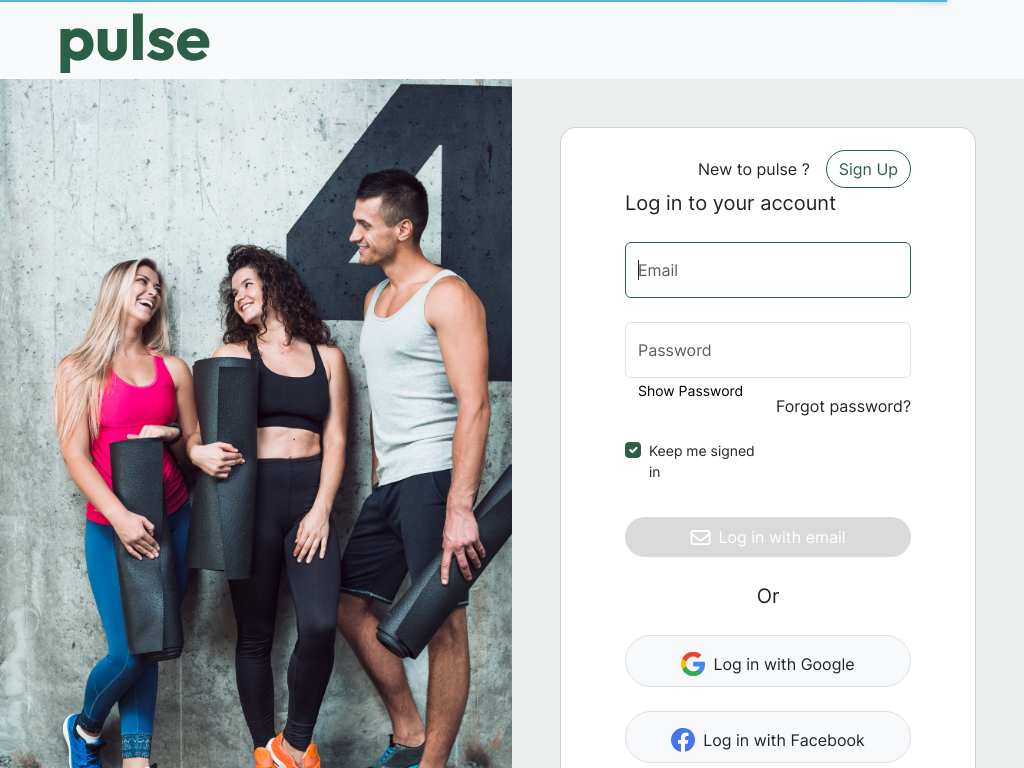 pulse
4
New to pulse ? Sign Up
Log in to your account
Email
Password
Show Password
Forgot password?
Keep me signed
in
Log in with email
Or
Log in with Google
Log in with Facebook